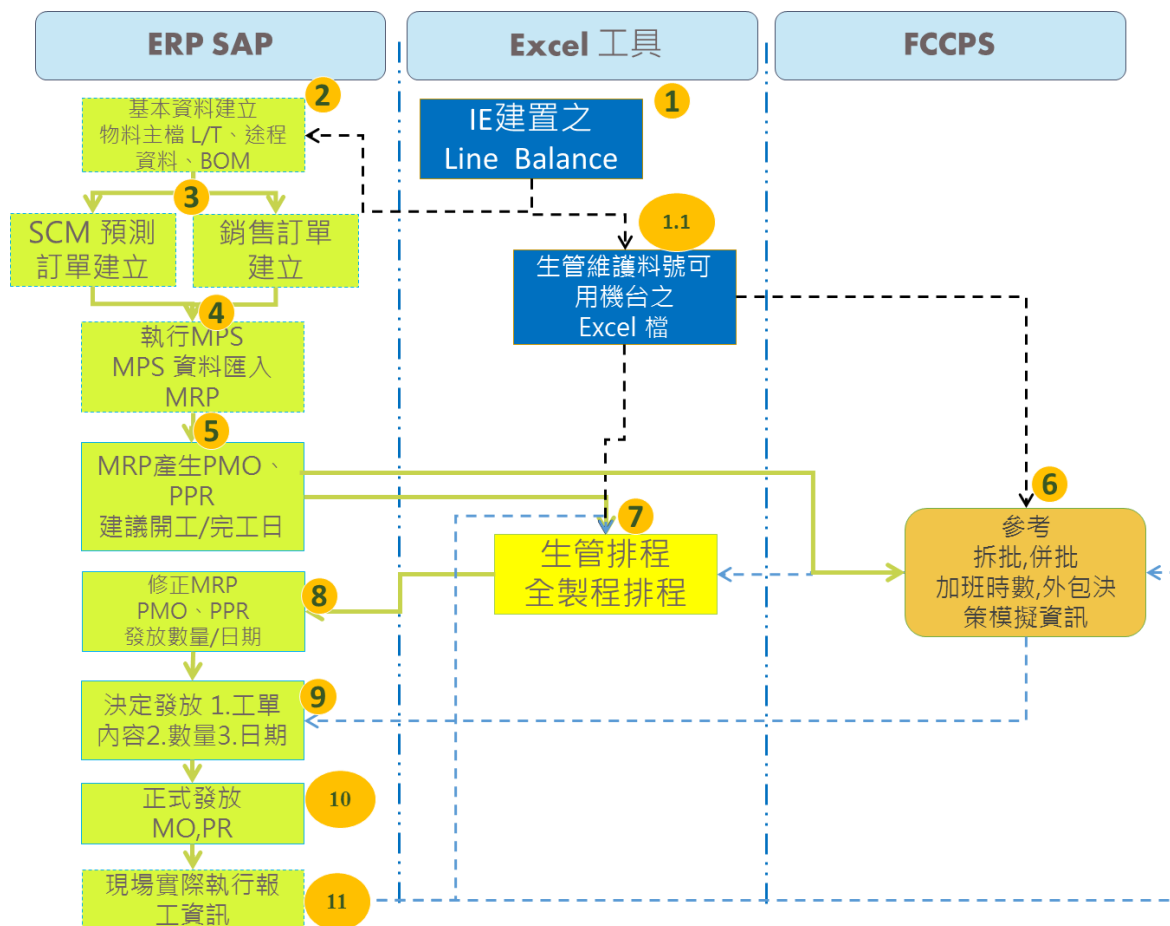 ERP SAP
Excel 工具
FCCPS
2
基本資料建立
物料主檔 L/T、途程
資料、BOM
1
IE建置之
Line Balance
3
SCM 預測
訂單建立
銷售訂單
建立
1.1
生管維護料號可
用機台之
Excel 檔
4
執行MPS
MPS 資料匯入
MRP
5
MRP產生PMO、
PPR
建議開工/完工日
6
參考
拆批,併批
加班時數,外包決
策模擬資訊
7
生管排程
全製程排程
8
修正MRP
PMO、PPR
發放數量/日期
9
決定發放 1.工單
內容2.數量3.日期
10
正式發放
MO,PR
11
現場實際執行報
工資訊